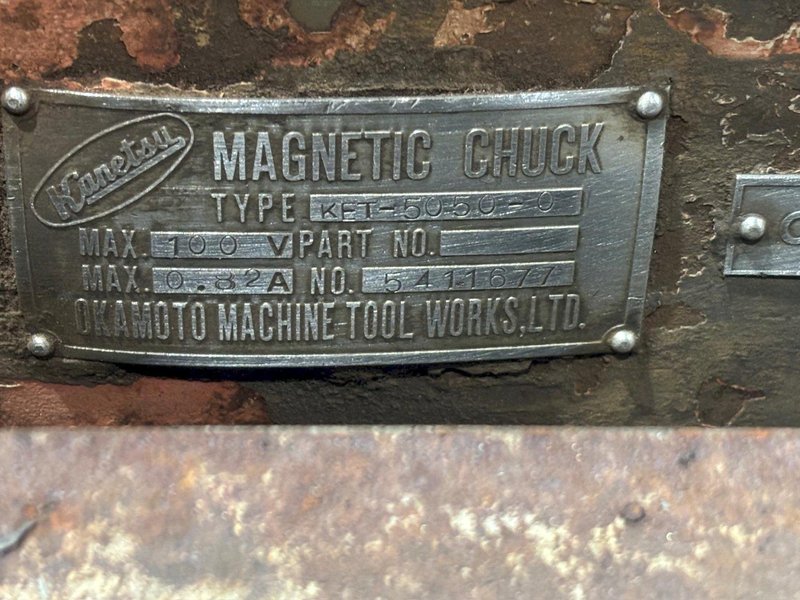 Kanetsu
MAGNETIC CHUCK
TYPE KET-5050-0
MAX. 100 V PART NO.
MAX. 0.82A NO. 5411677
OKAMOTO MACHINE TOOL WORKS,LTD.